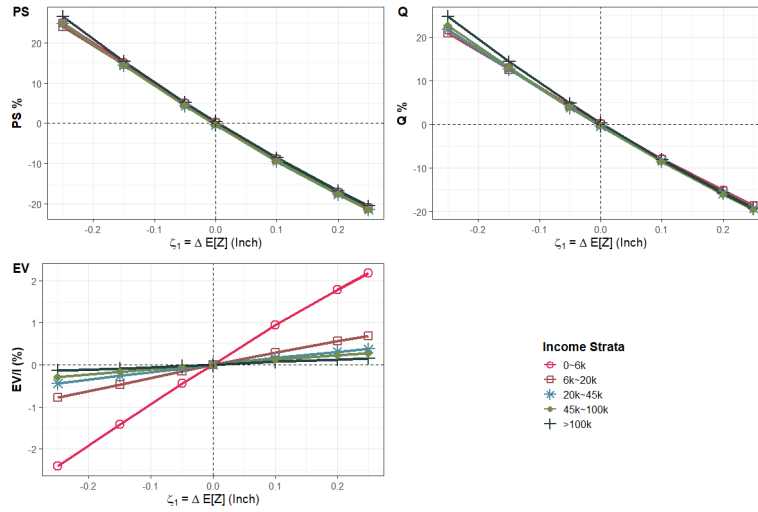 PS
PS %
20
10
0
-10
-20
-0.2
-0.1
0.0
0.1
0.2
ζ1 = Δ E[Z] (Inch)
Q
Q %
20
10
0
-10
-20
-0.2
-0.1
0.0
0.1
0.2
ζ1 = Δ E[Z] (Inch)
EV
EV/I (%)
2
1
0
-1
-2
-0.2
-0.1
0.0
0.1
0.2
ζ1 = Δ E[Z] (Inch)
Income Strata
0~6k
6k~20k
20k~45k
45k~100k
>100k